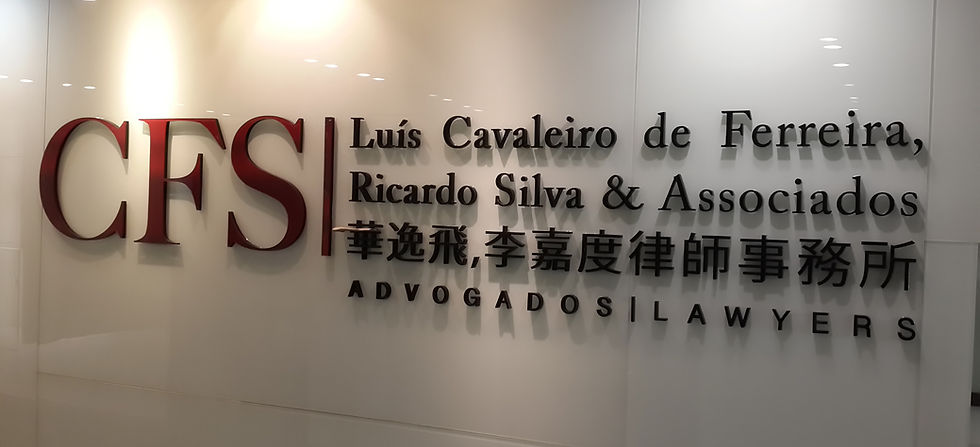 CFS
Luís Cavaleiro de Ferreira,
Ricardo Silva & Associados
華逸飛,李嘉度律師事務所
ADVOGADOS|LAWYERS